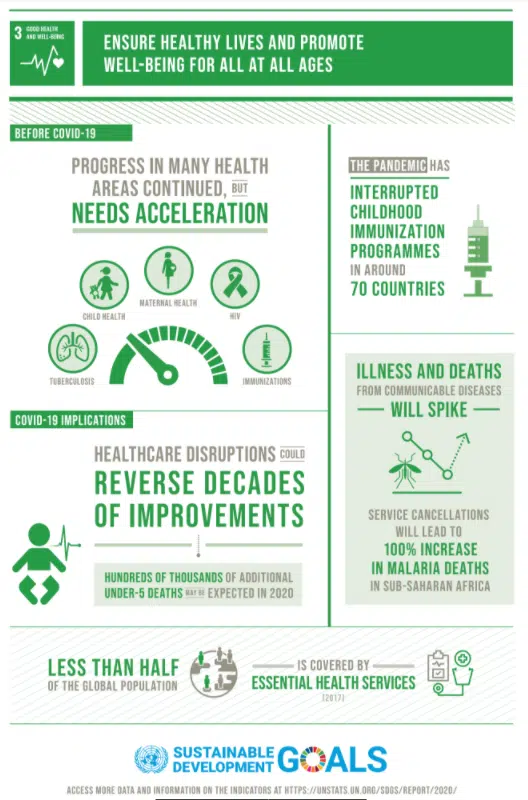 3 GOOD HEALTH
AND WELL-BEING
ENSURE HEALTHY LIVES AND PROMOTE
WELL-BEING FOR ALL AT ALL AGES
BEFORE COVID-19
PROGRESS IN MANY HEALTH
AREAS CONTINUED, BUT
NEEDS ACCELERATION
TUBERCULOSIS
CHILD HEALTH
MATERNAL HEALTH
HIV
IMMUNIZATIONS
THE PANDEMIC HAS
INTERRUPTED
CHILDHOOD
IMMUNIZATION
PROGRAMMES
IN AROUND
70 COUNTRIES
COVID-19 IMPLICATIONS
HEALTHCARE DISRUPTIONS COULD
REVERSE DECADES
OF IMPROVEMENTS
HUNDREDS OF THOUSANDS OF ADDITIONAL
UNDER-5 DEATHS MAY BE EXPECTED IN 2020
ILLNESS AND DEATHS
FROM COMMUNICABLE DISEASES
WILL SPIKE
SERVICE CANCELLATIONS
WILL LEAD TO
100% INCREASE
IN MALARIA DEATHS
IN SUB-SAHARAN AFRICA
LESS THAN HALF
OF THE GLOBAL POPULATION
IS COVERED BY
ESSENTIAL HEALTH SERVICES
(2017)
SUSTAINABLE
DEVELOPMENT GOALS
ACCESS MORE DATA AND INFORMATION ON THE INDICATORS AT HTTPS://UNSTATS.UN.ORG/SDGS/REPORT/2020/